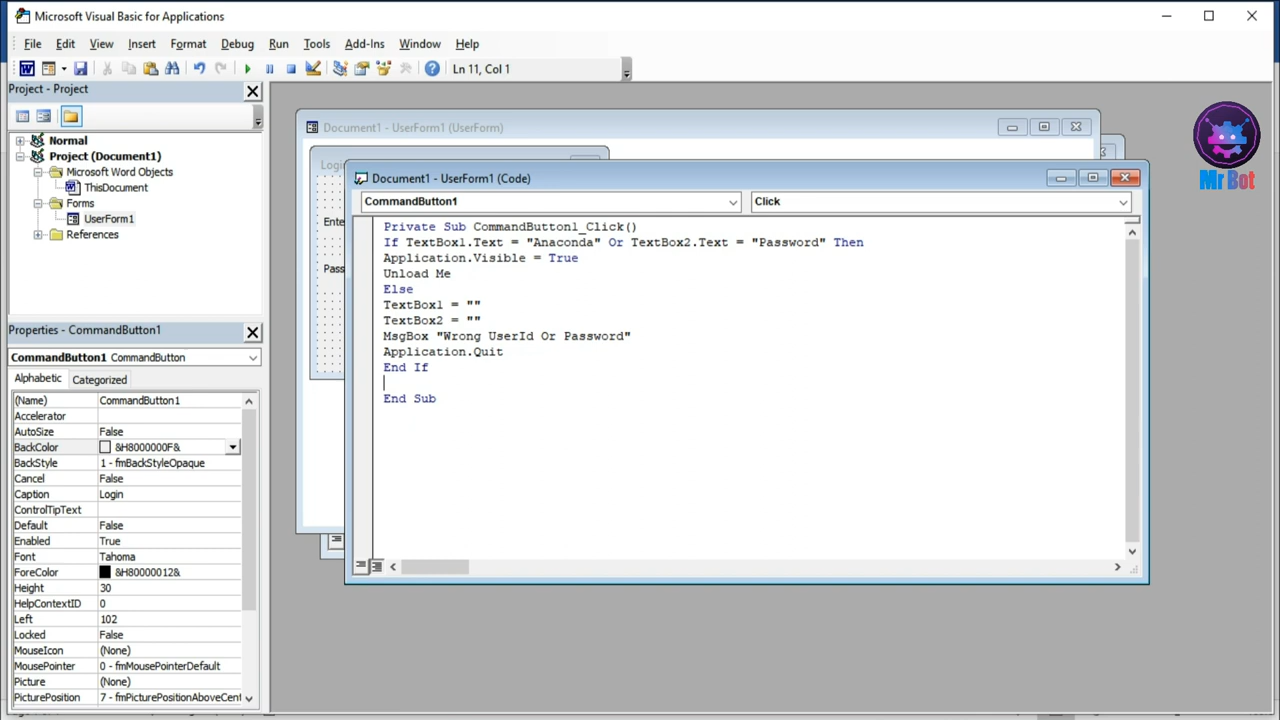 Microsoft Visual Basic for Applications
File Edit View Insert Format Debug Run Tools Add-Ins Window Help
Ln 11, Col 1
Project - Project
Normal
Project (Document1)
Microsoft Word Objects
ThisDocument
Forms
UserForm1
References
Properties - CommandButton1
CommandButton1 CommandButton
Alphabetic Categorized
(Name) CommandButton1
Accelerator
AutoSize False
BackColor &H8000000F&
BackStyle 1 - fmBackStyleOpaque
Cancel False
Caption Login
ControlTipText
Default False
Enabled True
Font Tahoma
ForeColor &H80000012&
Height 30
HelpContextID 0
Left 102
Locked False
MouseIcon (None)
MousePointer 0 - fmMousePointerDefault
Picture (None)
PicturePosition 7 - fmPicturePositionAboveCent
Document1 - UserForm1 (UserForm)
Login
Enter
Pass
Document1 - UserForm1 (Code)
CommandButton1 Click
Private Sub CommandButton1_Click()
If TextBox1.Text = "Anaconda" Or TextBox2.Text = "Password" Then
Application.Visible = True
Unload Me
Else
TextBox1 = ""
TextBox2 = ""
MsgBox "Wrong UserId Or Password"
Application.Quit
End If
End Sub
Mr Bot